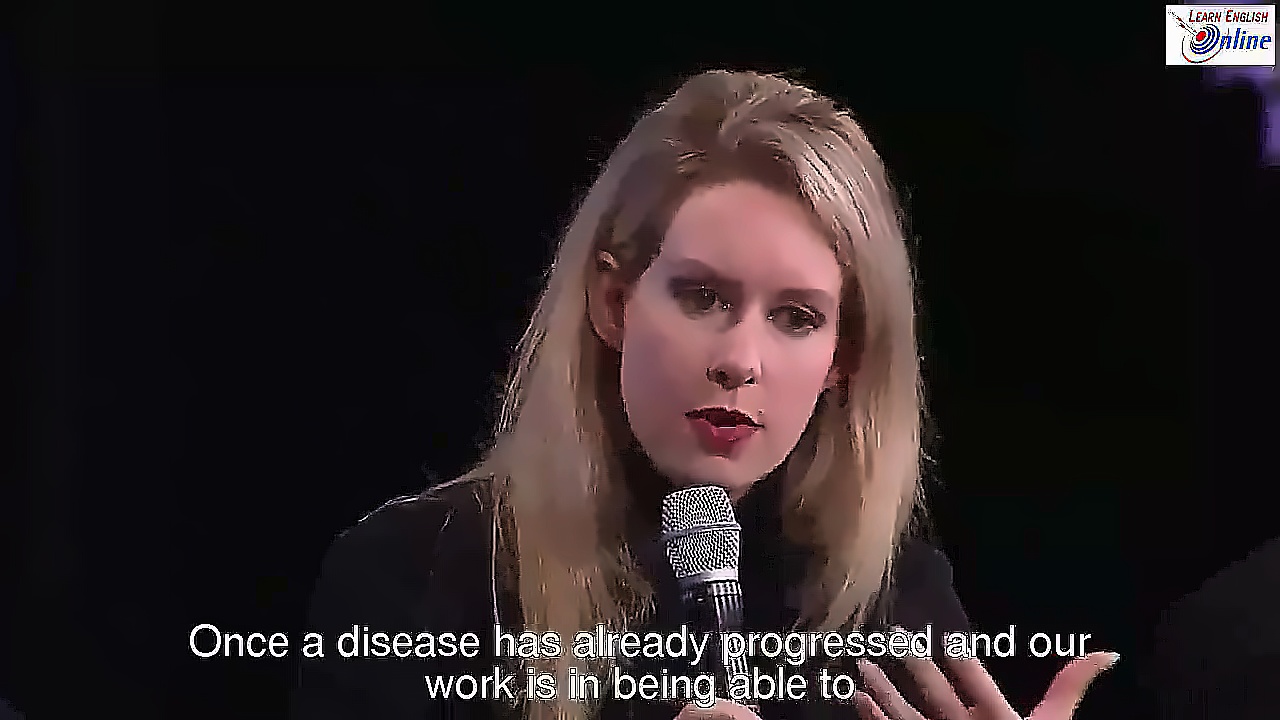 LEARN ENGLISH
Online
Once a disease has already progressed and our
work is in being able to